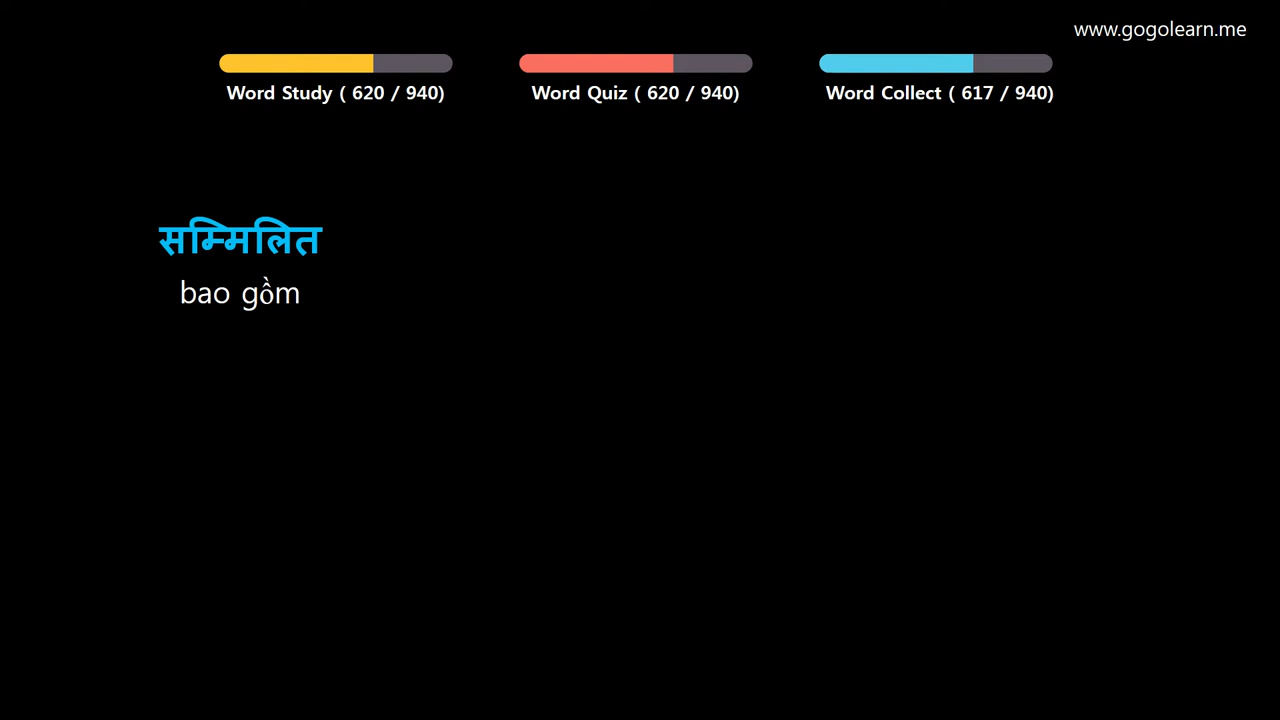 www.gogolearn.me
Word Study ( 620 / 940)
Word Quiz ( 620 / 940)
Word Collect ( 617 / 940)
सम्मिलित
bao gồm